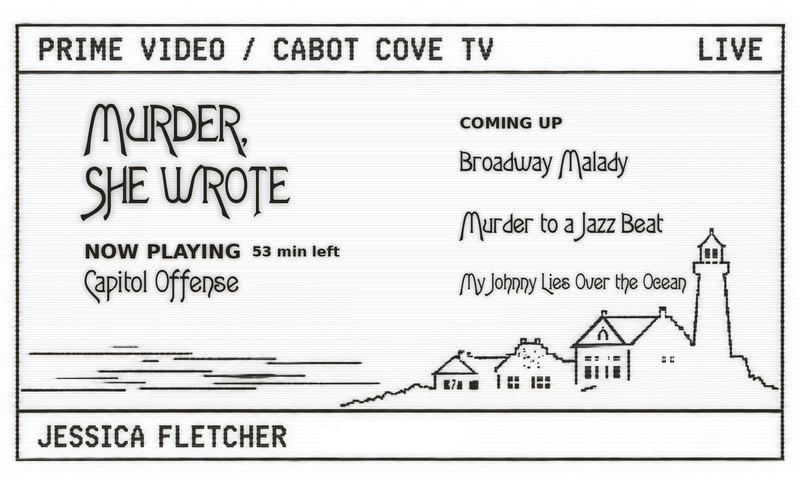 PRIME VIDEO / CABOT COVE TV
LIVE
MURDER,
SHE WROTE
NOW PLAYING 53 min left
Capitol Offense
COMING UP
Broadway Malady
Murder to a Jazz Beat
My Johnny Lies Over the Ocean
JESSICA FLETCHER